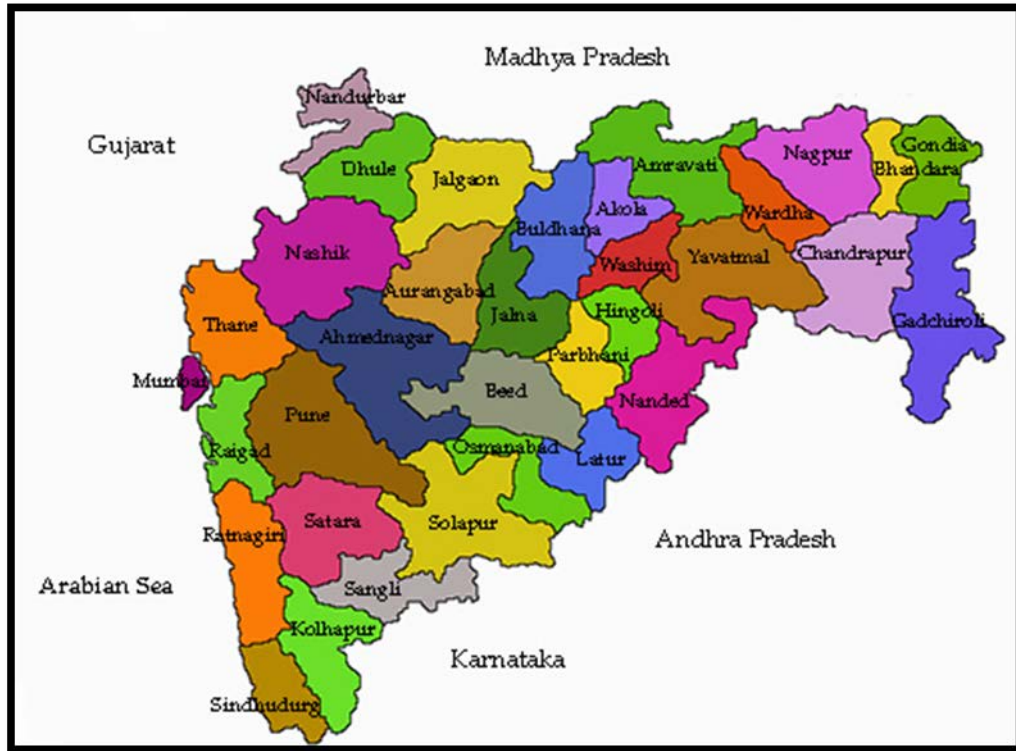 Madhya Pradesh
Nandurbar
Gujarat
Dhule
Jalgaon
Amravati
Nagpur
Bhandara
Gondia
Akola
Wardha
Buldhana
Nashik
Washim
Yavatmal
Chandrapur
Aurangabad
Jalna
Hingoli
Thane
Ahmednagar
Gadchiroli
Parbhani
Mumbai
Beed
Nanded
Pune
Raigad
Osmanabad
Latur
Satara
Solapur
Ratnagiri
Andhra Pradesh
Arabian Sea
Sangli
Kolhapur
Karnataka
Sindhudurg